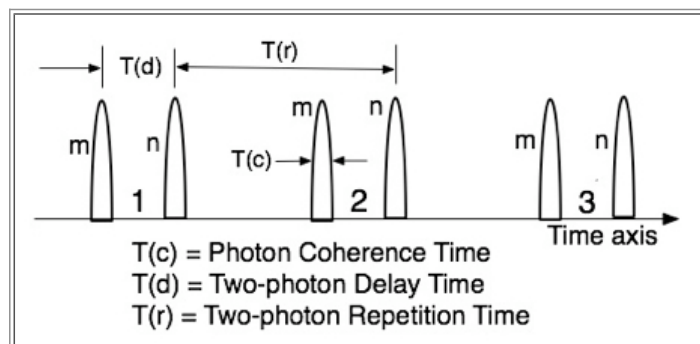 T(d)
T(r)
m
n
m
n
m
n
T(c)
1
2
3
Time axis
T(c) = Photon Coherence Time
T(d) = Two-photon Delay Time
T(r) = Two-photon Repetition Time